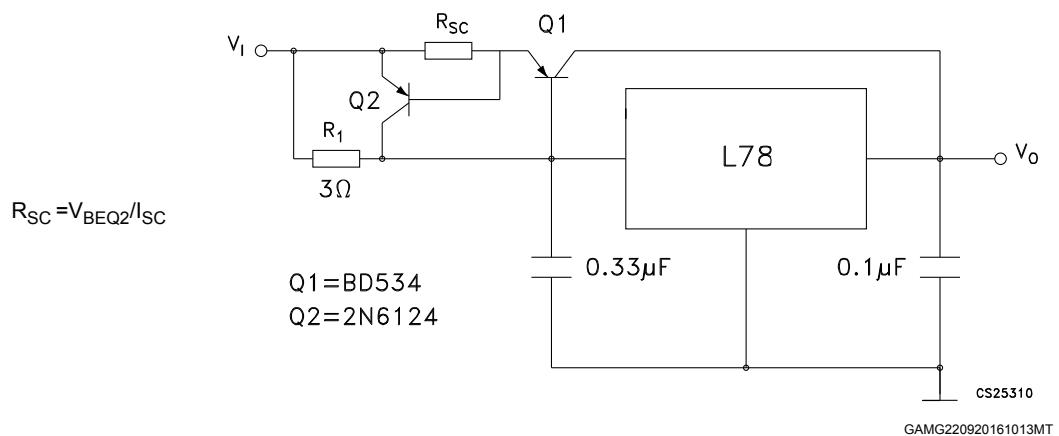 R_SC
Q1
V_I
Q2
R_1
3Ω
L78
V_O
R_SC=V_BEQ2/I_SC
0.33μF
0.1μF
Q1=BD534
Q2=2N6124
CS25310
GAMG220920161013MT